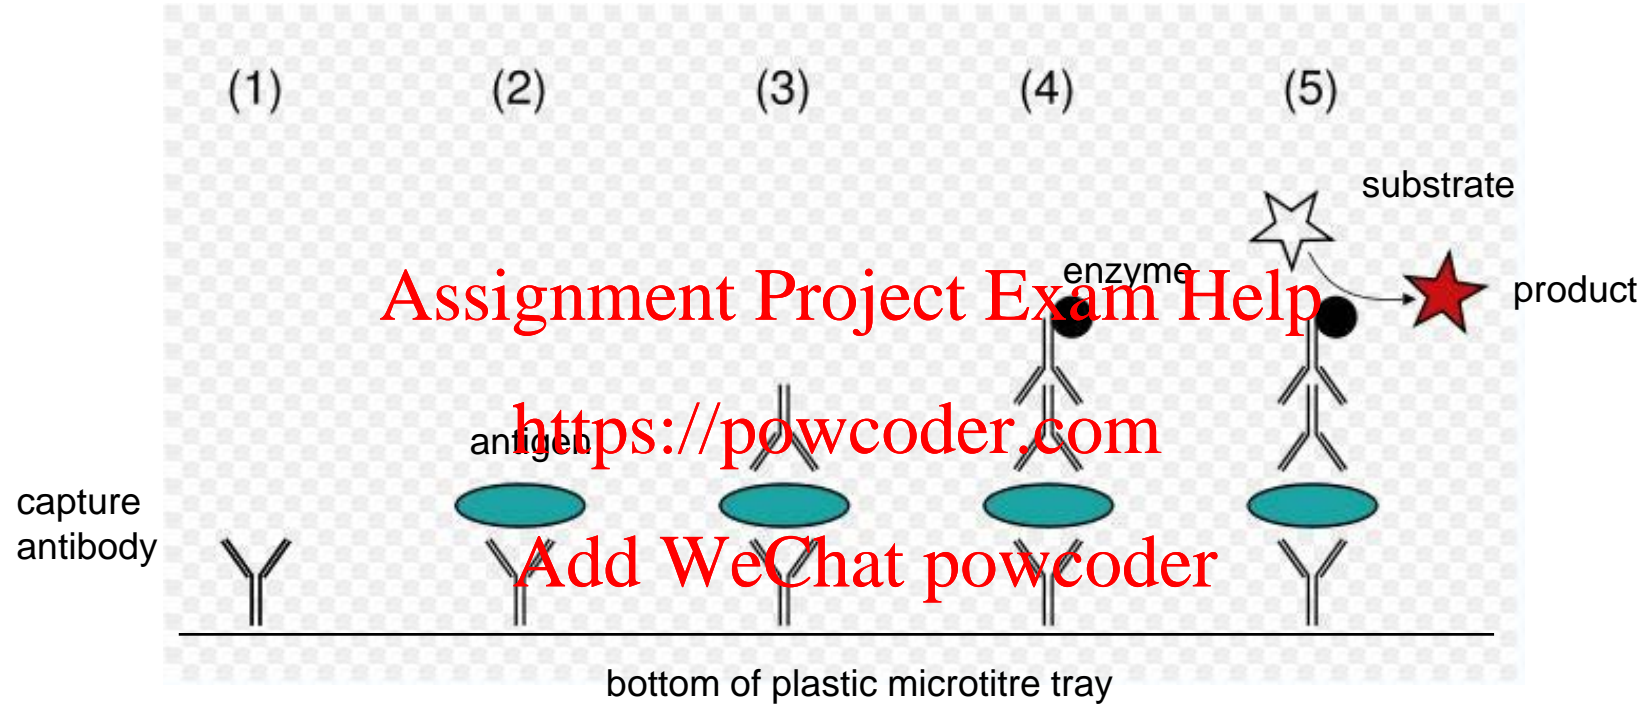 (1) (2) (3) (4) (5)
substrate
enzyme
product
Assignment Project Exam Help
https://powcoder.com
antigen
capture
antibody
Add WeChat powcoder
bottom of plastic microtitre tray